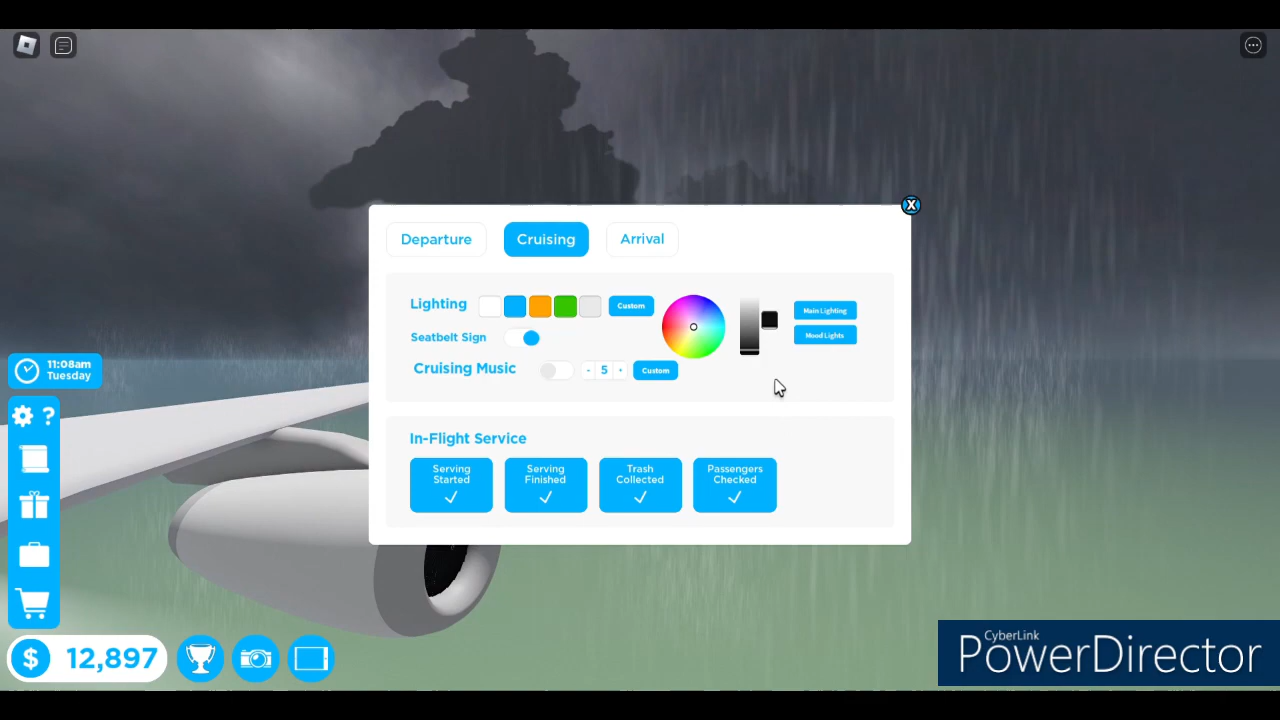 X
Departure
Cruising
Arrival
Lighting
Custom
Main Lighting
Seatbelt Sign
Mood Lights
Cruising Music
- 5 +
Custom
11:08am
Tuesday
?
In-Flight Service
Serving
Started
Serving
Finished
Trash
Collected
Passengers
Checked
$ 12,897
CyberLink
PowerDirector